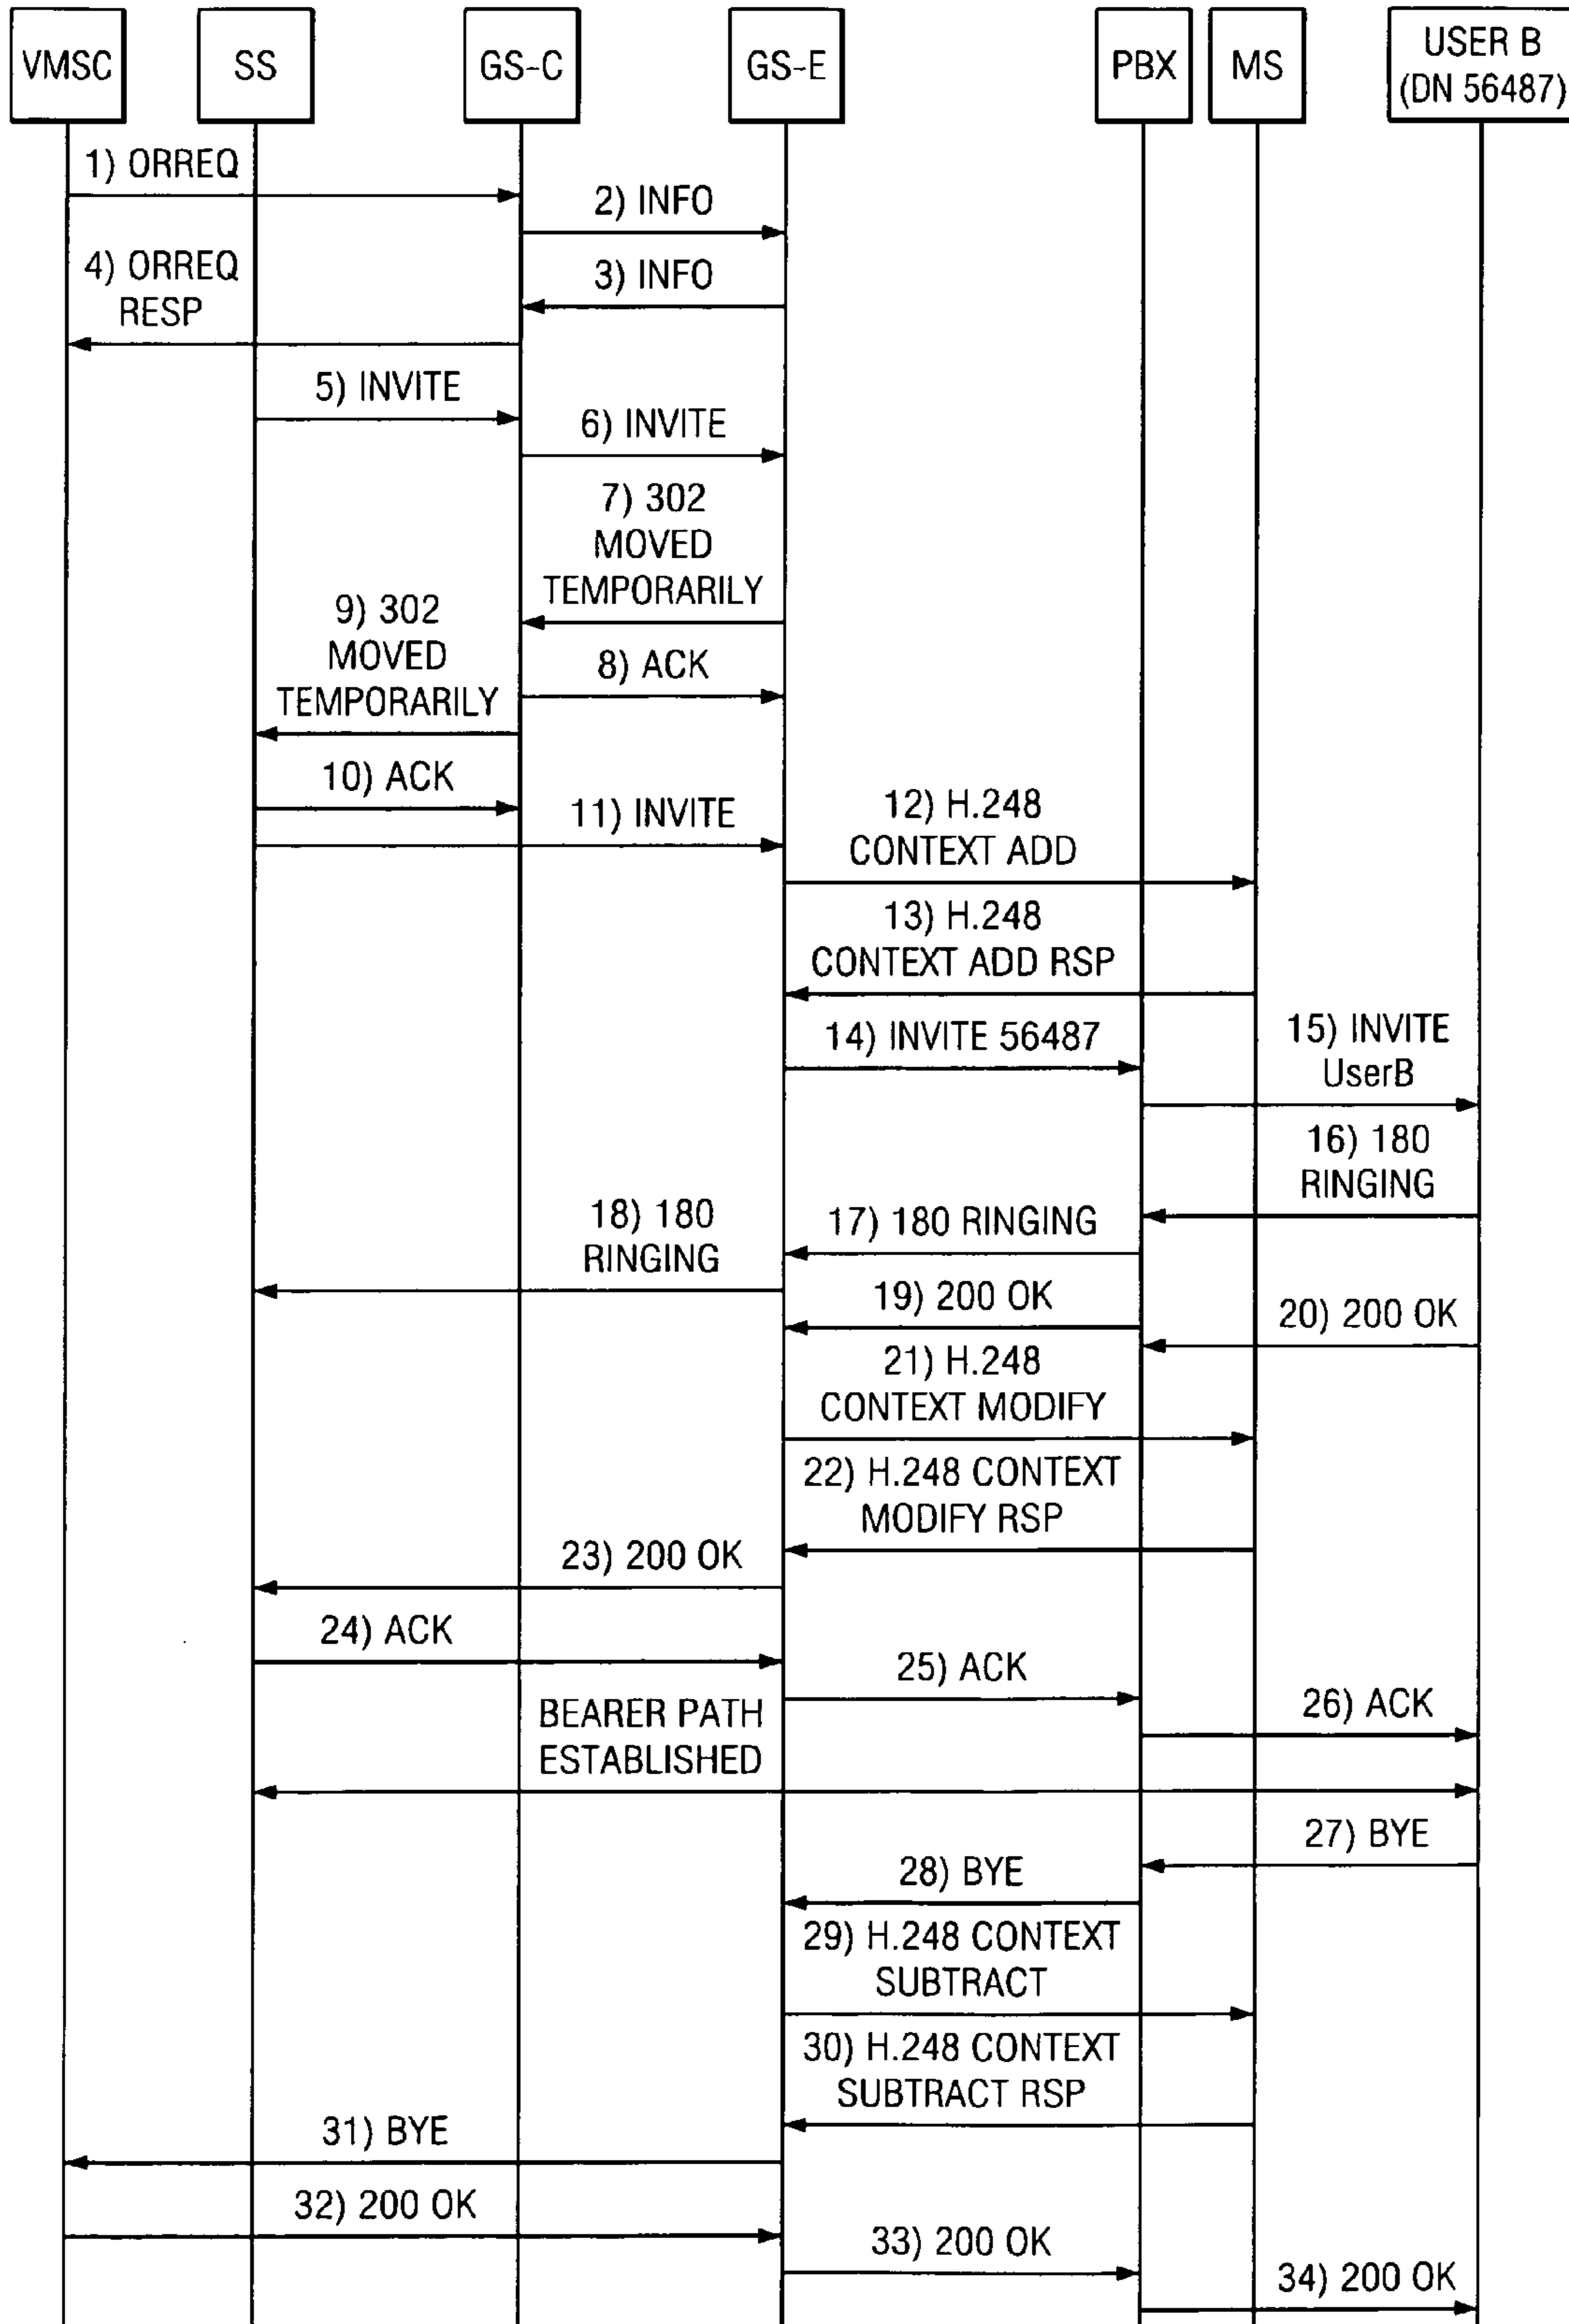 VMSC
SS
GS-C
GS-E
PBX
MS
USER B
(DN 56487)
1) ORREQ
2) INFO
3) INFO
4) ORREQ
RESP
5) INVITE
6) INVITE
7) 302
MOVED
TEMPORARILY
8) ACK
9) 302
MOVED
TEMPORARILY
10) ACK
11) INVITE
12) H.248
CONTEXT ADD
13) H.248
CONTEXT ADD RSP
14) INVITE 56487
15) INVITE
UserB
16) 180
RINGING
17) 180 RINGING
18) 180
RINGING
19) 200 OK
20) 200 OK
21) H.248
CONTEXT MODIFY
22) H.248 CONTEXT
MODIFY RSP
23) 200 OK
24) ACK
25) ACK
26) ACK
BEARER PATH
ESTABLISHED
27) BYE
28) BYE
29) H.248 CONTEXT
SUBTRACT
30) H.248 CONTEXT
SUBTRACT RSP
31) BYE
32) 200 OK
33) 200 OK
34) 200 OK